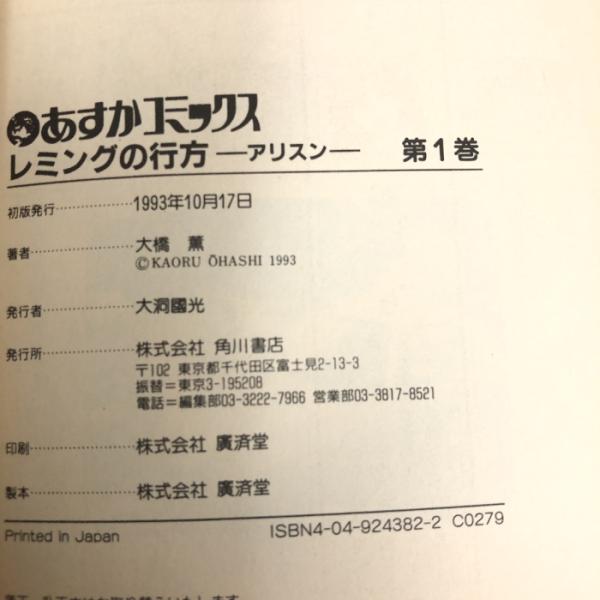 あすかコミックス
レミングの行方 ―アリスン― 第1巻
初版発行……………1993年10月17日
著者……………大橋 薫
©KAORU ŌHASHI 1993
発行者……………大洞國光
発行所……………株式会社 角川書店
〒102 東京都千代田区富士見2-13-3
振替=東京3-195208
電話=編集部03-3222-7966 営業部03-3817-8521
印刷……………株式会社 廣済堂
製本……………株式会社 廣済堂
Printed in Japan ISBN4-04-924382-2 C0279